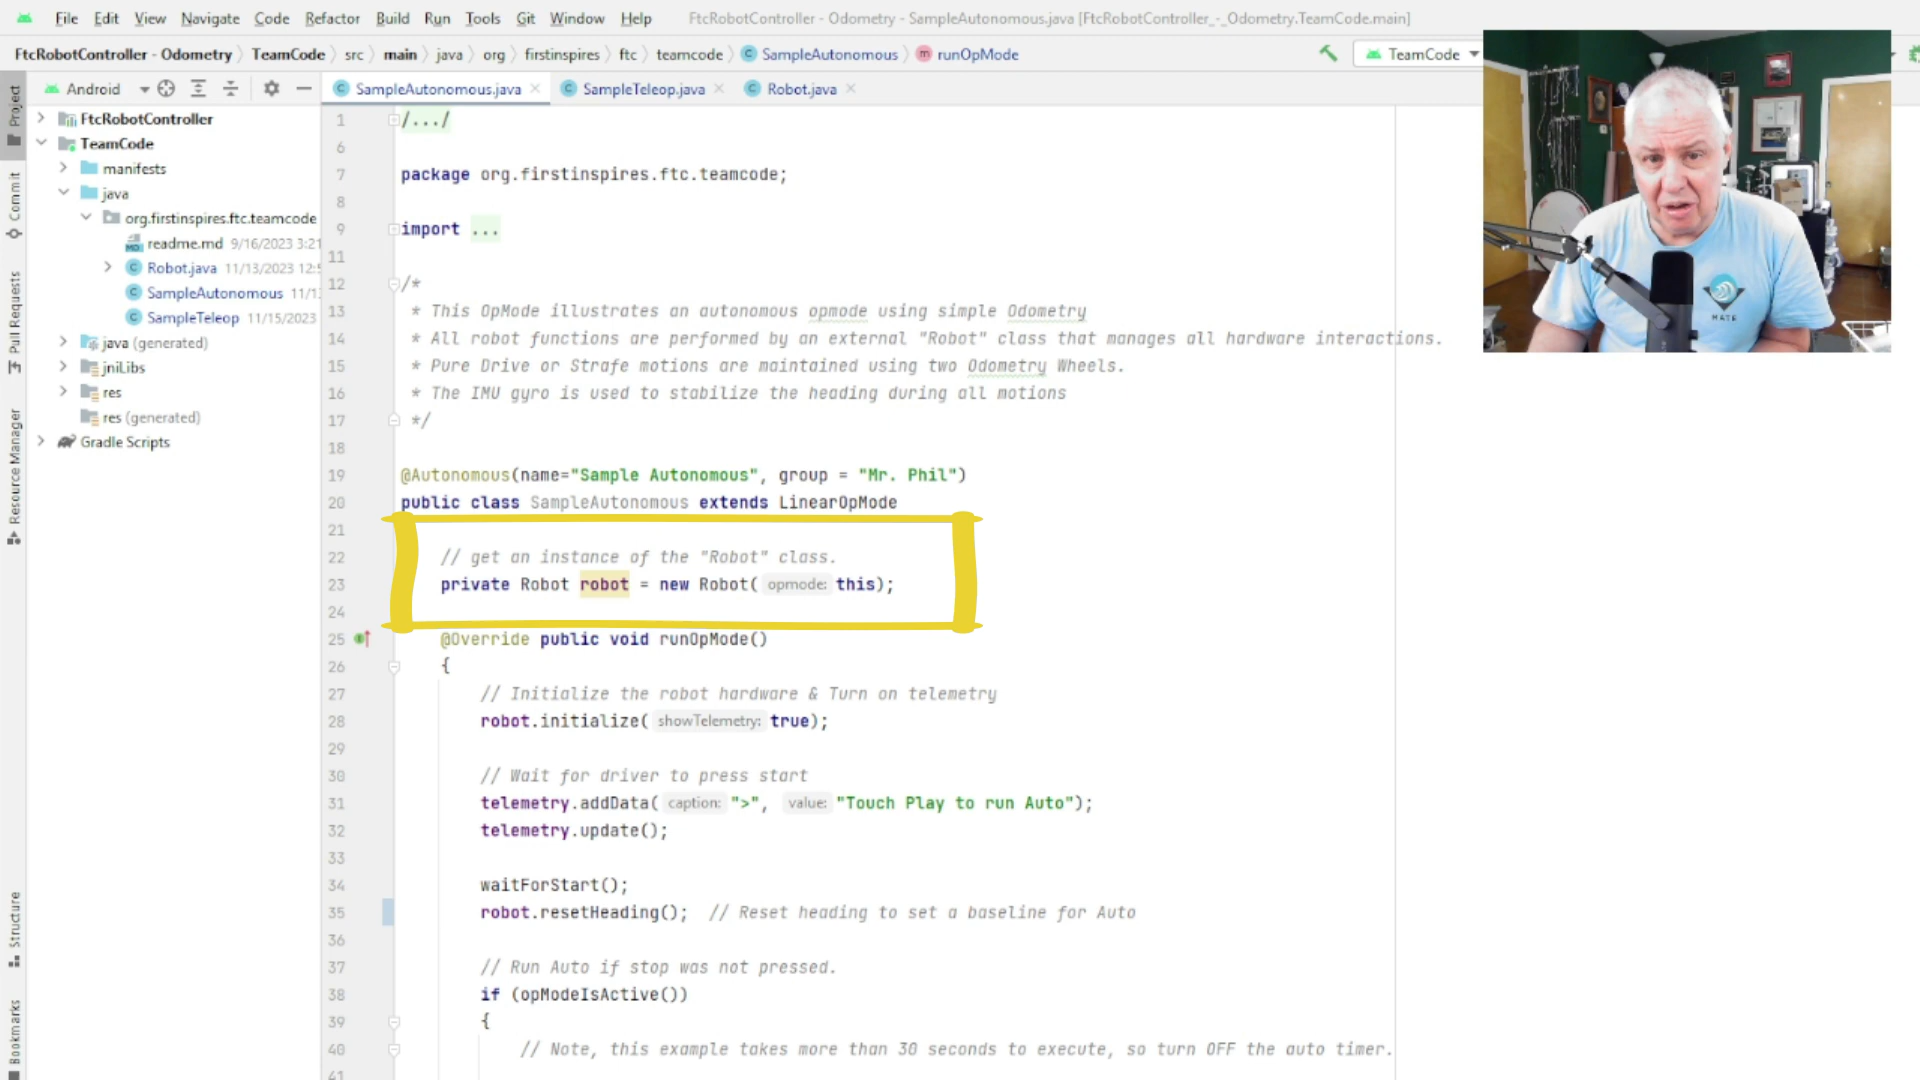 File Edit View Navigate Code Refactor Build Run Tools Git Window Help FtcRobotController - Odometry - SampleAutonomous.java [FtcRobotController_-_Odometry.TeamCode.main]
FtcRobotController - Odometry TeamCode src main java org firstinspires ftc teamcode SampleAutonomous runOpMode TeamCode
Android SampleAutonomous.java SampleTeleop.java Robot.java
Project
Commit
Pull Requests
Resource Manager
Structure
Bookmarks
FtcRobotController
TeamCode
manifests
java
org.firstinspires.ftc.teamcode
readme.md 9/16/2023 3:21
Robot.java 11/13/2023 12:
SampleAutonomous 11/1
SampleTeleop 11/15/2023
java (generated)
jniLibs
res
res (generated)
Gradle Scripts
1 /.../
6
7 package org.firstinspires.ftc.teamcode;
8
9 import ...
11
12 /*
13 * This OpMode illustrates an autonomous opmode using simple Odometry
14 * All robot functions are performed by an external "Robot" class that manages all hardware interactions.
15 * Pure Drive or Strafe motions are maintained using two Odometry Wheels.
16 * The IMU gyro is used to stabilize the heading during all motions
17 */
18
19 @Autonomous(name="Sample Autonomous", group = "Mr. Phil")
20 public class SampleAutonomous extends LinearOpMode
21
22 // get an instance of the "Robot" class.
23 private Robot robot = new Robot( opmode: this);
24
25 @Override public void runOpMode()
26 {
27 // Initialize the robot hardware & Turn on telemetry
28 robot.initialize( showTelemetry: true);
29
30 // Wait for driver to press start
31 telemetry.addData( caption: ">", value: "Touch Play to run Auto");
32 telemetry.update();
33
34 waitForStart();
35 robot.resetHeading(); // Reset heading to set a baseline for Auto
36
37 // Run Auto if stop was not pressed.
38 if (opModeIsActive())
39 {
40 // Note, this example takes more than 30 seconds to execute, so turn OFF the auto timer.
41
MATE